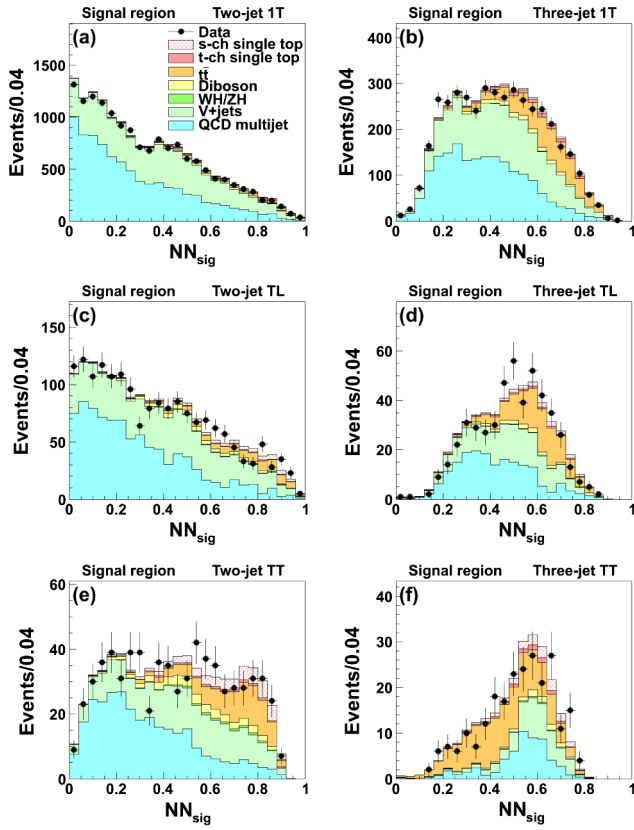 Signal region Two-jet 1T
(a)
Data
s-ch single top
t-ch single top
tt̄
Diboson
WH/ZH
V+jets
QCD multijet
Events/0.04
1500
1000
500
0
0 0.2 0.4 0.6 0.8 1
NNsig
Signal region Three-jet 1T
(b)
Events/0.04
400
300
200
100
0
0 0.2 0.4 0.6 0.8 1
NNsig
Signal region Two-jet TL
(c)
Events/0.04
150
100
50
0
0 0.2 0.4 0.6 0.8 1
NNsig
Signal region Three-jet TL
(d)
Events/0.04
60
40
20
0
0 0.2 0.4 0.6 0.8 1
NNsig
Signal region Two-jet TT
(e)
Events/0.04
60
40
20
0
0 0.2 0.4 0.6 0.8 1
NNsig
Signal region Three-jet TT
(f)
Events/0.04
40
30
20
10
0
0 0.2 0.4 0.6 0.8 1
NNsig